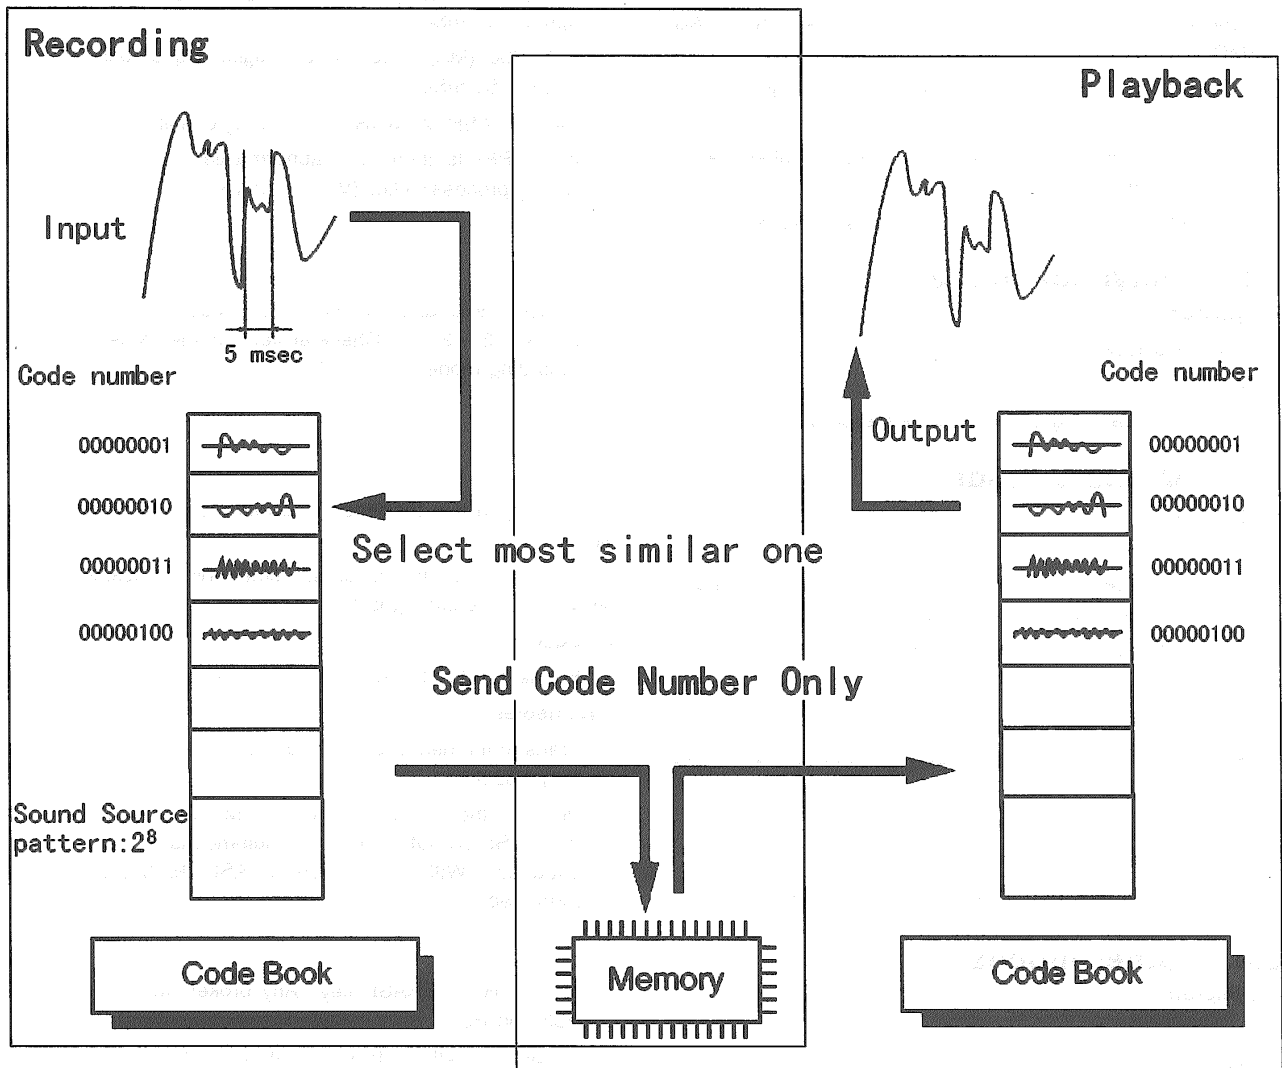 Recording
Playback
Input
5 msec
Code number
00000001
00000010
00000011
00000100
Sound Source
pattern:2⁸
Code Book
Select most similar one
Send Code Number Only
Memory
Output
Code number
00000001
00000010
00000011
00000100
Code Book